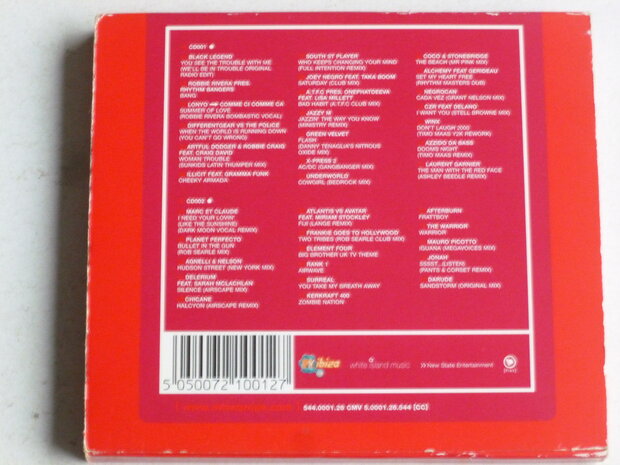 CD001
BLACK LEGEND
YOU SEE THE TROUBLE WITH ME
(WE'LL BE IN TROUBLE ORIGINAL
RADIO EDIT)
ROBBIE RIVERA PRES.
RHYTHM BANGERS
BANG
LONYO – COMME CI COMME CA
SUMMER OF LOVE
(ROBBIE RIVERA BOMBASTIC VOCAL)
DIFFERENTGEAR VS THE POLICE
WHEN THE WORLD IS RUNNING DOWN
(YOU CAN'T GO WRONG)
ARTFUL DODGER & ROBBIE CRAIG
FEAT. CRAIG DAVID
WOMAN TROUBLE
(SUNKIDS LATIN THUMPER MIX)
ILLICIT FEAT. GRAMMA FUNK
CHEEKY ARMADA
SOUTH ST PLAYER
WHO KEEPS CHANGING YOUR MIND
(FULL INTENTION REMIX)
JOEY NEGRO FEAT. TAKA BOOM
SATURDAY (CLUB MIX)
A.T.F.C PRES. ONEPHATDEEVA
FEAT. LISA MILLETT
BAD HABIT (A.T.F.C CLUB MIX)
JAZZY M
JAZZIN' THE WAY YOU KNOW
(MINISTRY REMIX)
GREEN VELVET
FLASH
(DANNY TENAGLIA'S NITROUS
OXIDE MIX)
X-PRESS 2
AC/DC (GANGBANGER MIX)
UNDERWORLD
COWGIRL (BEDROCK MIX)
COCO & STONEBRIDGE
THE BEACH (MR PINK MIX)
ALCHEMY FEAT GERIDEAU
SET MY HEART FREE
(RHYTHM MASTERS DUB)
NEGROCAN
CADA VEZ (GRANT NELSON MIX)
CZR FEAT DELANO
I WANT YOU (STELL BROWNE MIX)
WINX
DON'T LAUGH 2000
(TIMO MAAS Y2K REWORK)
AZZIDO DA BASS
DOOMS NIGHT
(TIMO MAAS REMIX)
LAURENT GARNIER
THE MAN WITH THE RED FACE
(ASHLEY BEEDLE REMIX)
CD002
MARC ET CLAUDE
I NEED YOUR LOVIN'
(LIKE THE SUNSHINE)
(DARK MOON VOCAL REMIX)
PLANET PERFECTO
BULLET IN THE GUN
(ROB SEARLE MIX)
AGNELLI & NELSON
HUDSON STREET (NEW YORK MIX)
DELERIUM
FEAT. SARAH MCLACHLAN
SILENCE (AIRSCAPE MIX)
CHICANE
HALCYON (AIRSCAPE REMIX)
ATLANTIS VS AVATAR
FEAT. MIRIAM STOCKLEY
FIJI (LANGE REMIX)
FRANKIE GOES TO HOLLYWOOD
TWO TRIBES (ROB SEARLE CLUB MIX)
ELEMENT FOUR
BIG BROTHER UK TV THEME
RANK 1
AIRWAVE
SURREAL
YOU TAKE MY BREATH AWAY
KERKRAFT 400
ZOMBIE NATION
AFTERBURN
FRATTBOY
THE WARRIOR
WARRIOR
MAURO PICOTTO
IGUANA (MEGAVOICES MIX)
JONAH
SSSST...(LISTEN)
(PANTS & CORSET REMIX)
DARUDE
SANDSTORM (ORIGINAL MIX)
5 050072 100127
ibiza
white island music
>>New State Entertainment
544.0001.26 CMV 5.0001.26.544 [CC]